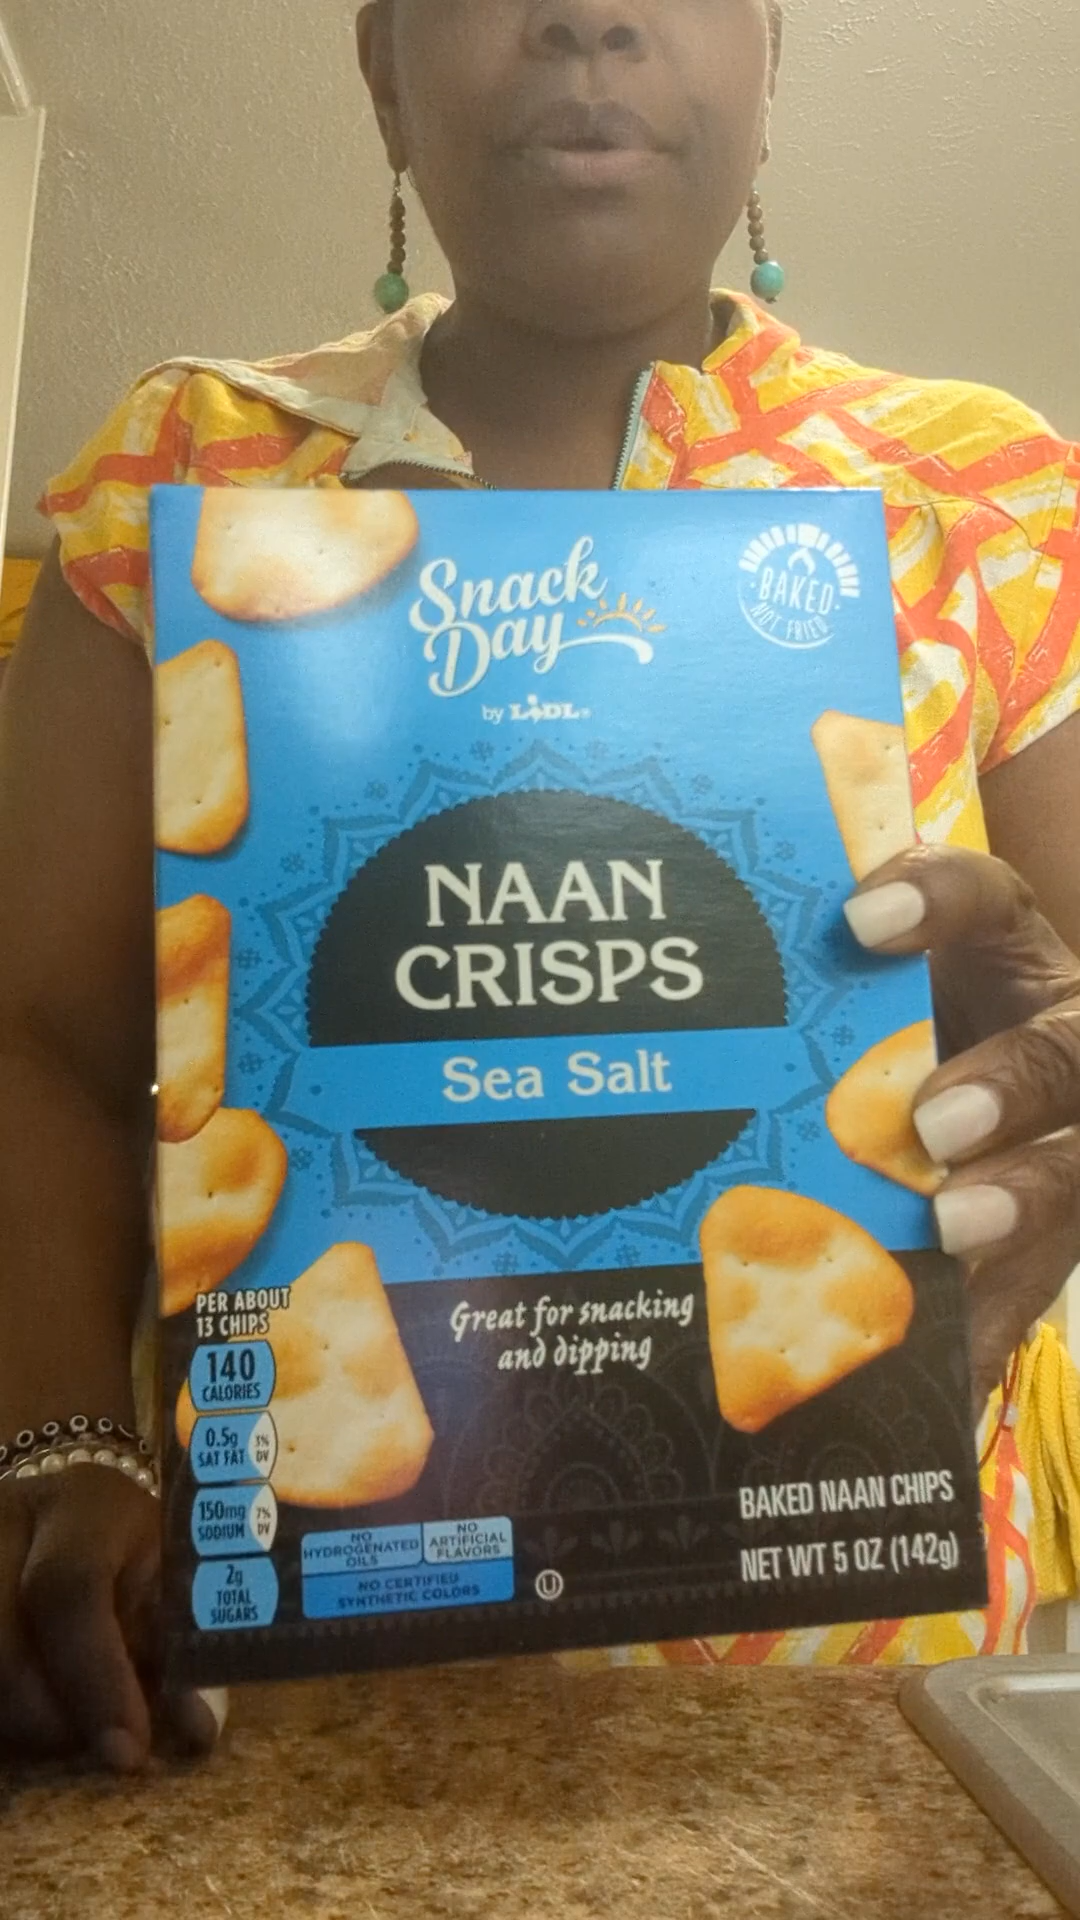 Snack
Day
by LIDL®
BAKED
NOT FRIED
NAAN
CRISPS
Sea Salt
Great for snacking
and dipping
PER ABOUT
13 CHIPS
140
CALORIES
0.5g
SAT FAT
3%
DV
150mg
SODIUM
7%
DV
2g
TOTAL
SUGARS
NO
HYDROGENATED
OILS
NO
ARTIFICIAL
FLAVORS
NO CERTIFIED
SYNTHETIC COLORS
U
BAKED NAAN CHIPS
NET WT 5 OZ (142g)